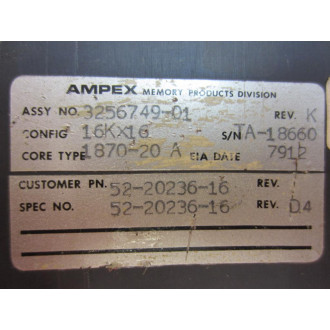 AMPEX MEMORY PRODUCTS DIVISION
ASSY NO. 3256749-01 REV. K
CONFIG 16KX16 S/N TA-18660
CORE TYPE 1870-20 A EIA DATE 7912
CUSTOMER PN. 52-20236-16 REV.
SPEC NO. 52-20236-16 REV. D4